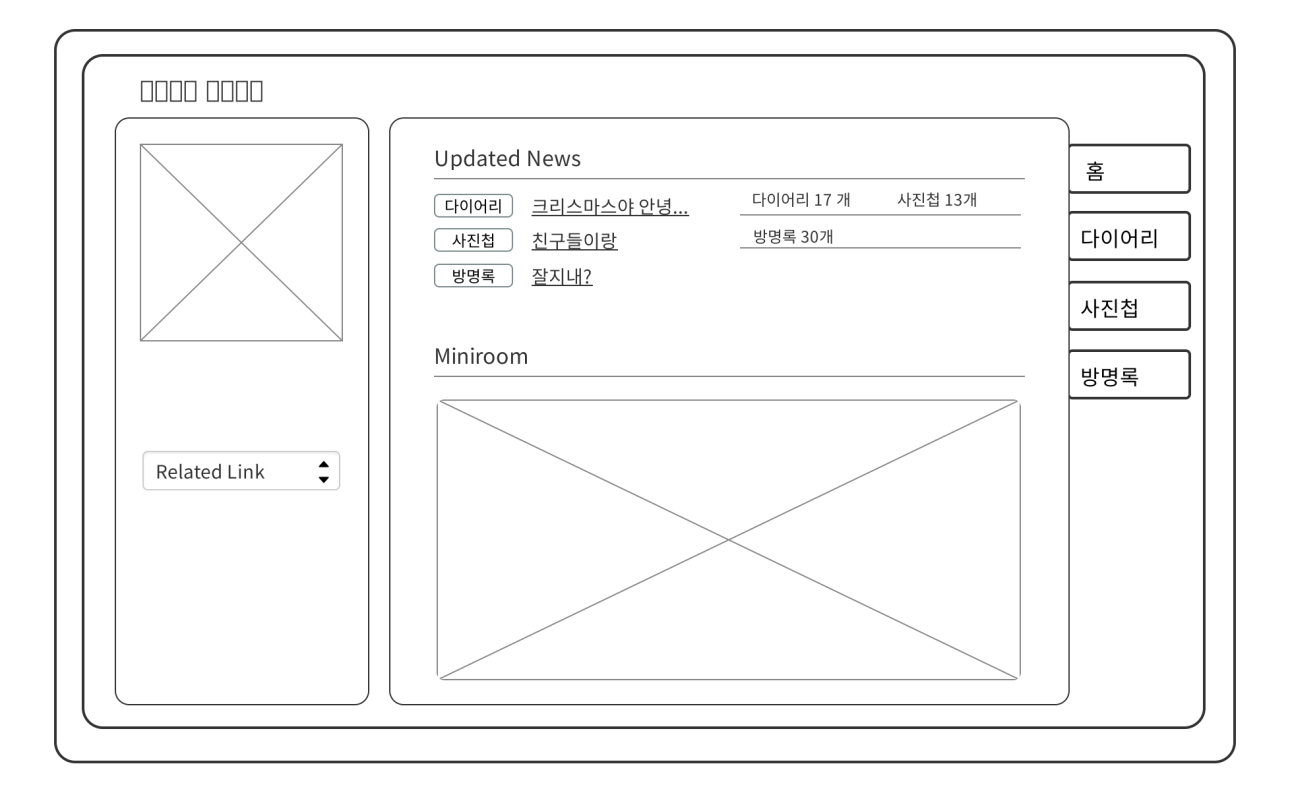 Updated News
다이어리 크리스마스야 안녕...
사진첩 친구들이랑
방명록 잘지내?
다이어리 17 개 사진첩 13개
방명록 30개
Miniroom
Related Link
홈
다이어리
사진첩
방명록